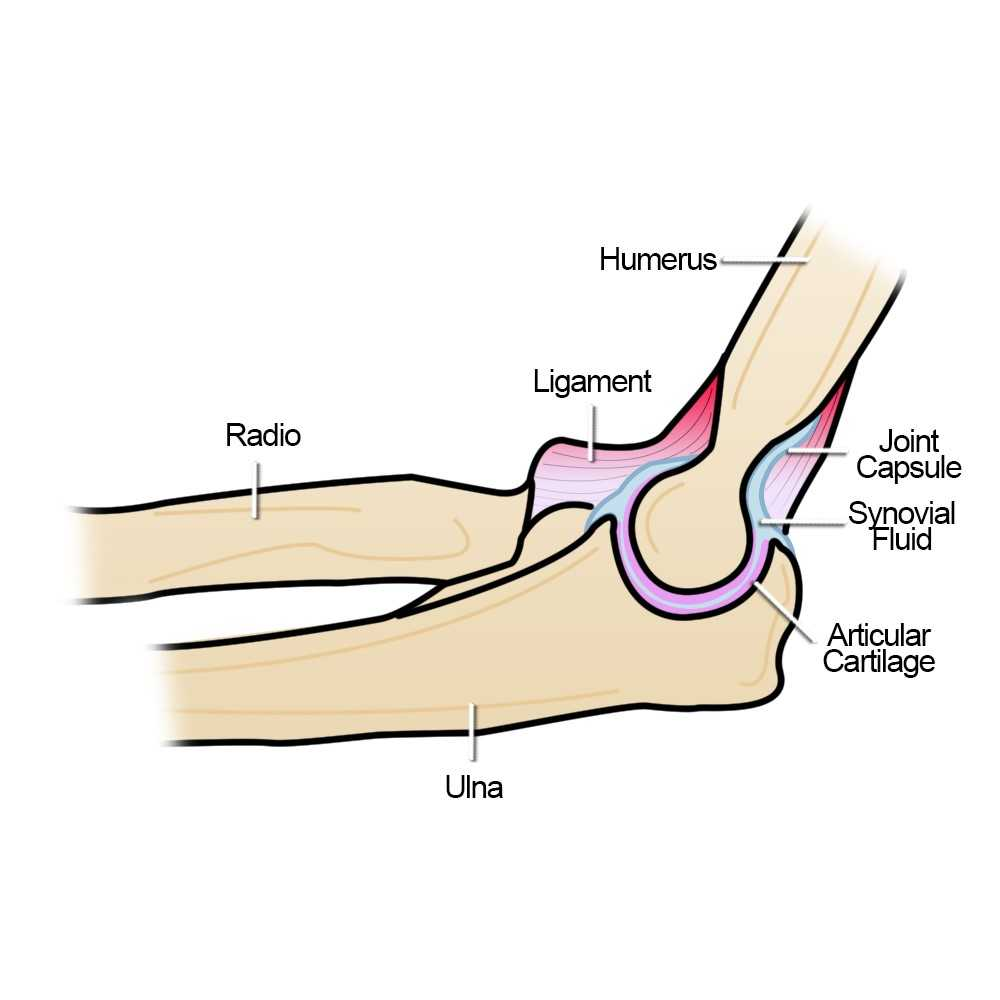 Humerus
Ligament
Radio
Joint
Capsule
Synovial
Fluid
Articular
Cartilage
Ulna